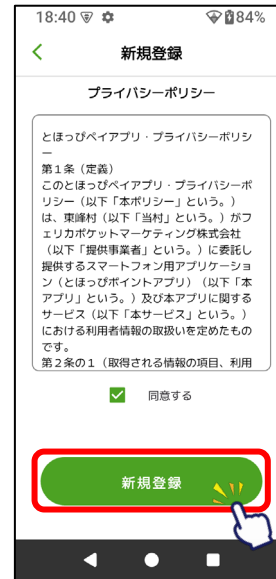 18:40 84%
新規登録
プライバシーポリシー
とほっぴペイアプリ・プライバシーポリシ
ー
第１条（定義）
このとほっぴペイアプリ・プライバシーポ
リシー（以下「本ポリシー」という。）
は、東峰村（以下「当村」という。）がフ
ェリカポケットマーケティング株式会社
（以下「提供事業者」という。）に委託し
提供するスマートフォン用アプリケーショ
ン（とほっぴポイントアプリ）（以下「本
アプリ」という。）及び本アプリに関する
サービス（以下「本サービス」という。）
における利用者情報の取扱いを定めたもの
です。
第２条の１（取得される情報の項目、利用
同意する
新規登録